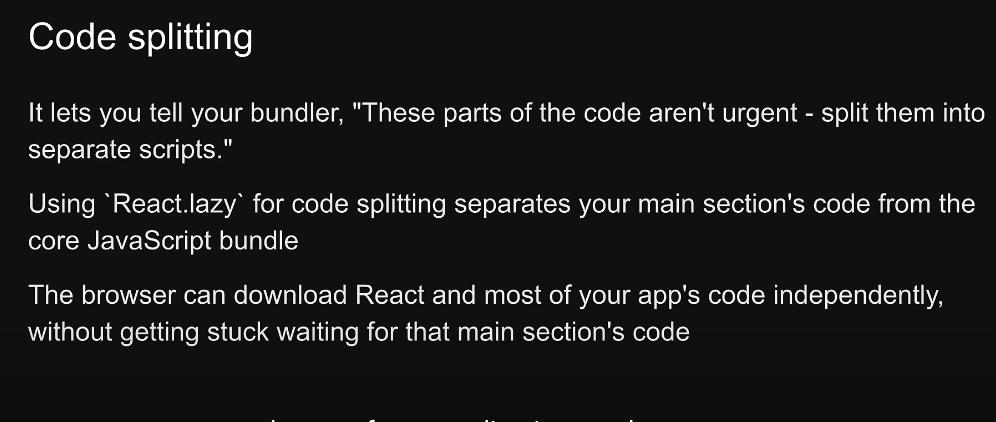 Code splitting
It lets you tell your bundler, "These parts of the code aren't urgent - split them into
separate scripts."
Using `React.lazy` for code splitting separates your main section's code from the
core JavaScript bundle
The browser can download React and most of your app's code independently,
without getting stuck waiting for that main section's code